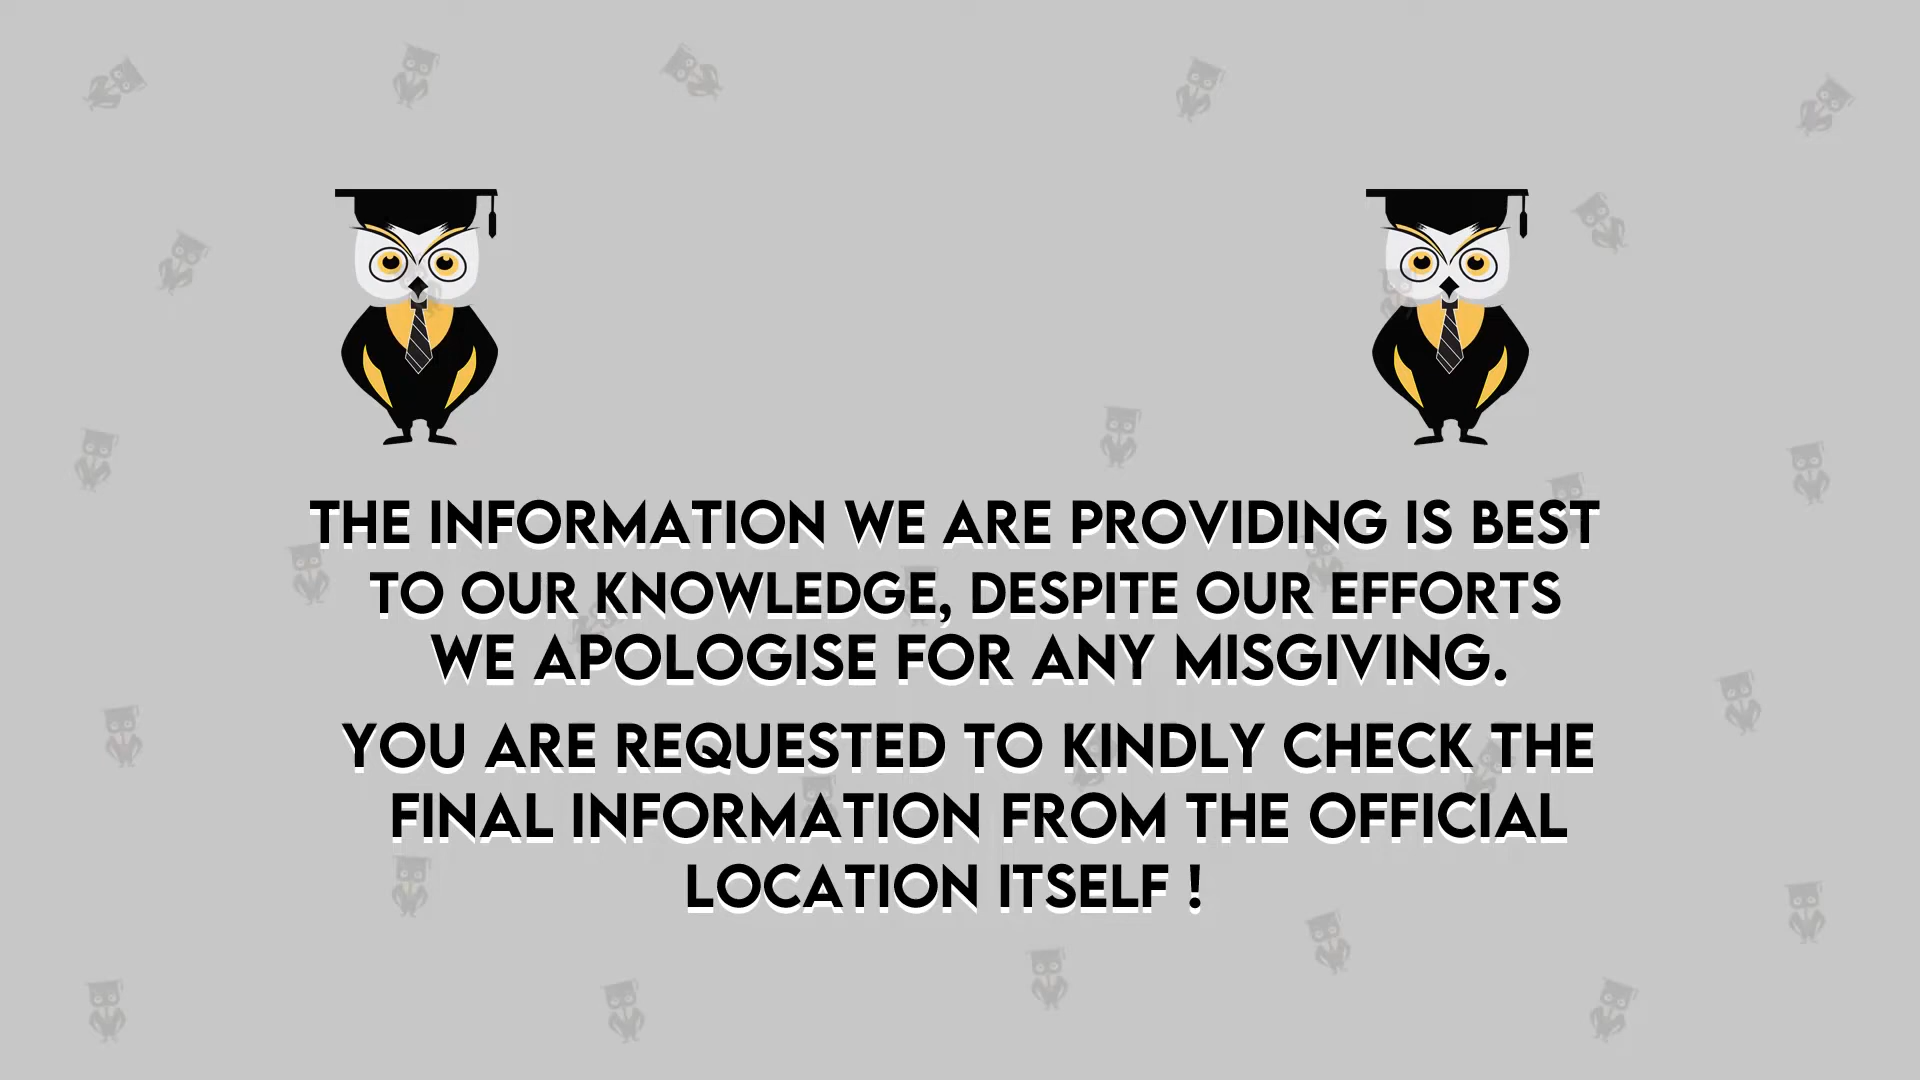 THE INFORMATION WE ARE PROVIDING IS BEST
TO OUR KNOWLEDGE, DESPITE OUR EFFORTS
WE APOLOGISE FOR ANY MISGIVING.
YOU ARE REQUESTED TO KINDLY CHECK THE
FINAL INFORMATION FROM THE OFFICIAL
LOCATION ITSELF !